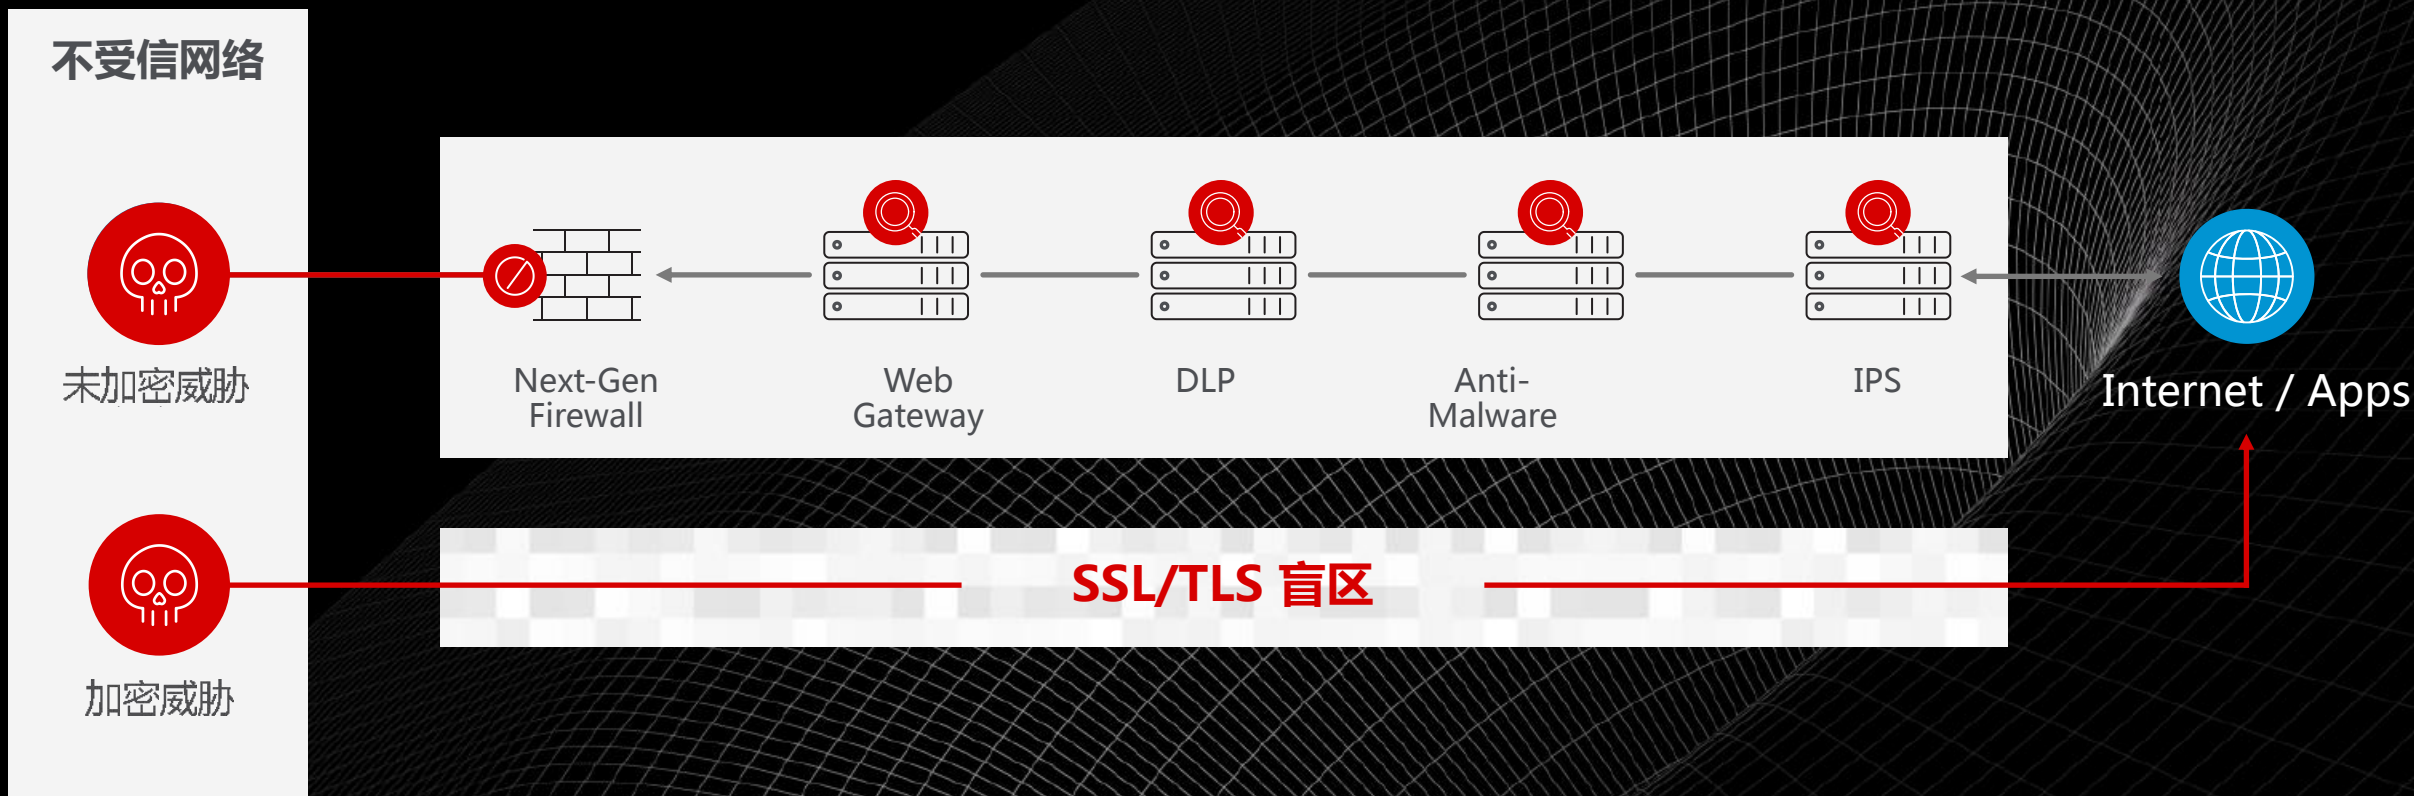 不受信网络
未加密威胁
Next-Gen
Firewall
Web
Gateway
DLP
Anti-
Malware
IPS
Internet / Apps
SSL/TLS 盲区
加密威胁